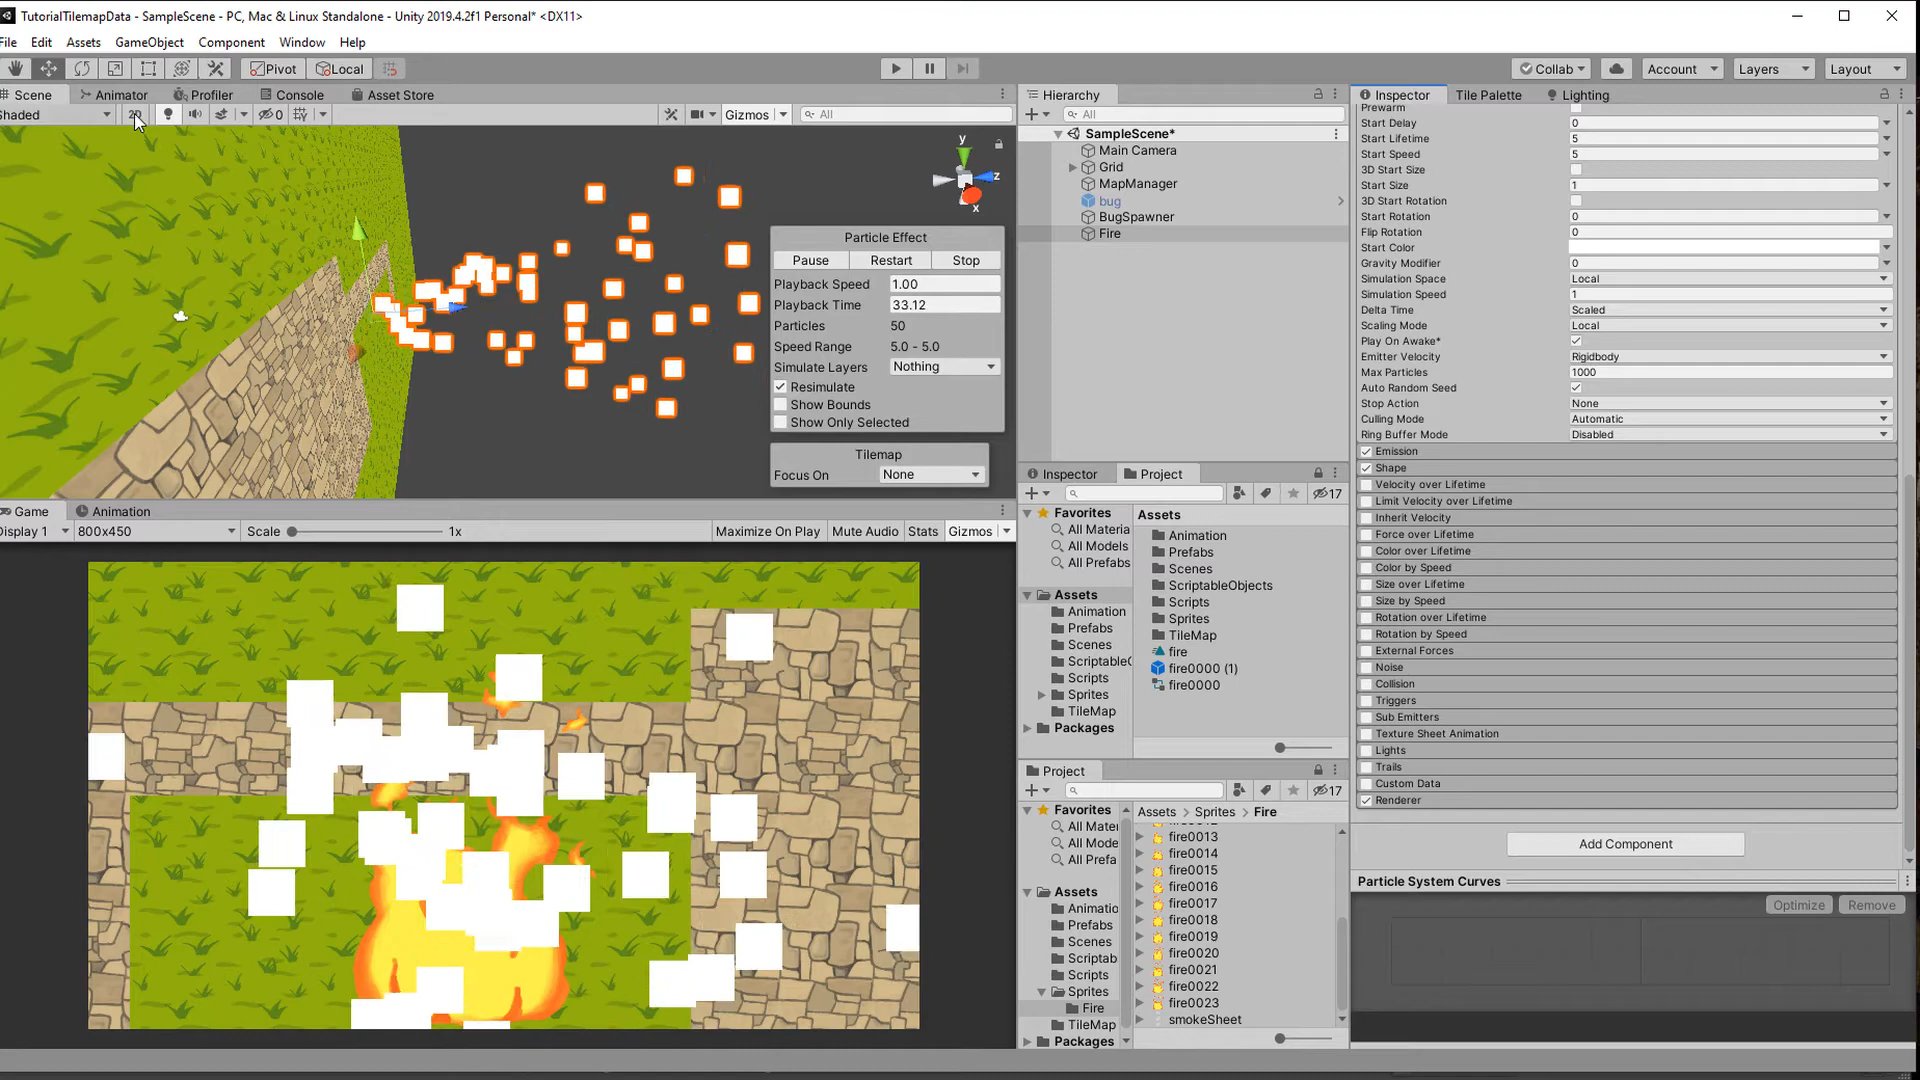 TutorialTilemapData - SampleScene - PC, Mac & Linux Standalone - Unity 2019.4.2f1 Personal* <DX11>
File Edit Assets GameObject Component Window Help
Pivot Local Collab Account Layers Layout
Scene Animator Profiler Console Asset Store
Shaded 2D 0 Gizmos All
y
z
x
Particle Effect
Pause Restart Stop
Playback Speed 1.00
Playback Time 33.12
Particles 50
Speed Range 5.0 - 5.0
Simulate Layers Nothing
Resimulate
Show Bounds
Show Only Selected
Tilemap
Focus On None
Game Animation
Display 1 800x450 Scale 1x Maximize On Play Mute Audio Stats Gizmos
Hierarchy
All
SampleScene*
Main Camera
Grid
MapManager
bug
BugSpawner
Fire
Inspector Project
17
Favorites
All Materia
All Models
All Prefabs
Assets
Animation
Prefabs
Scenes
Scriptable(
Scripts
Sprites
TileMap
Packages
Assets
Animation
Prefabs
Scenes
ScriptableObjects
Scripts
Sprites
TileMap
fire
fire0000 (1)
fire0000
Project
17
Favorites
All Mater
All Mode
All Prefa
Assets
Animatio
Prefabs
Scenes
Scriptab
Scripts
Sprites
Fire
TileMap
Packages
Assets > Sprites > Fire
fire0013
fire0014
fire0015
fire0016
fire0017
fire0018
fire0019
fire0020
fire0021
fire0022
fire0023
smokeSheet
Inspector Tile Palette Lighting
Prewarm
Start Delay 0
Start Lifetime 5
Start Speed 5
3D Start Size
Start Size 1
3D Start Rotation
Start Rotation 0
Flip Rotation 0
Start Color
Gravity Modifier 0
Simulation Space Local
Simulation Speed 1
Delta Time Scaled
Scaling Mode Local
Play On Awake*
Emitter Velocity Rigidbody
Max Particles 1000
Auto Random Seed
Stop Action None
Culling Mode Automatic
Ring Buffer Mode Disabled
Emission
Shape
Velocity over Lifetime
Limit Velocity over Lifetime
Inherit Velocity
Force over Lifetime
Color over Lifetime
Color by Speed
Size over Lifetime
Size by Speed
Rotation over Lifetime
Rotation by Speed
External Forces
Noise
Collision
Triggers
Sub Emitters
Texture Sheet Animation
Lights
Trails
Custom Data
Renderer
Add Component
Particle System Curves
Optimize Remove